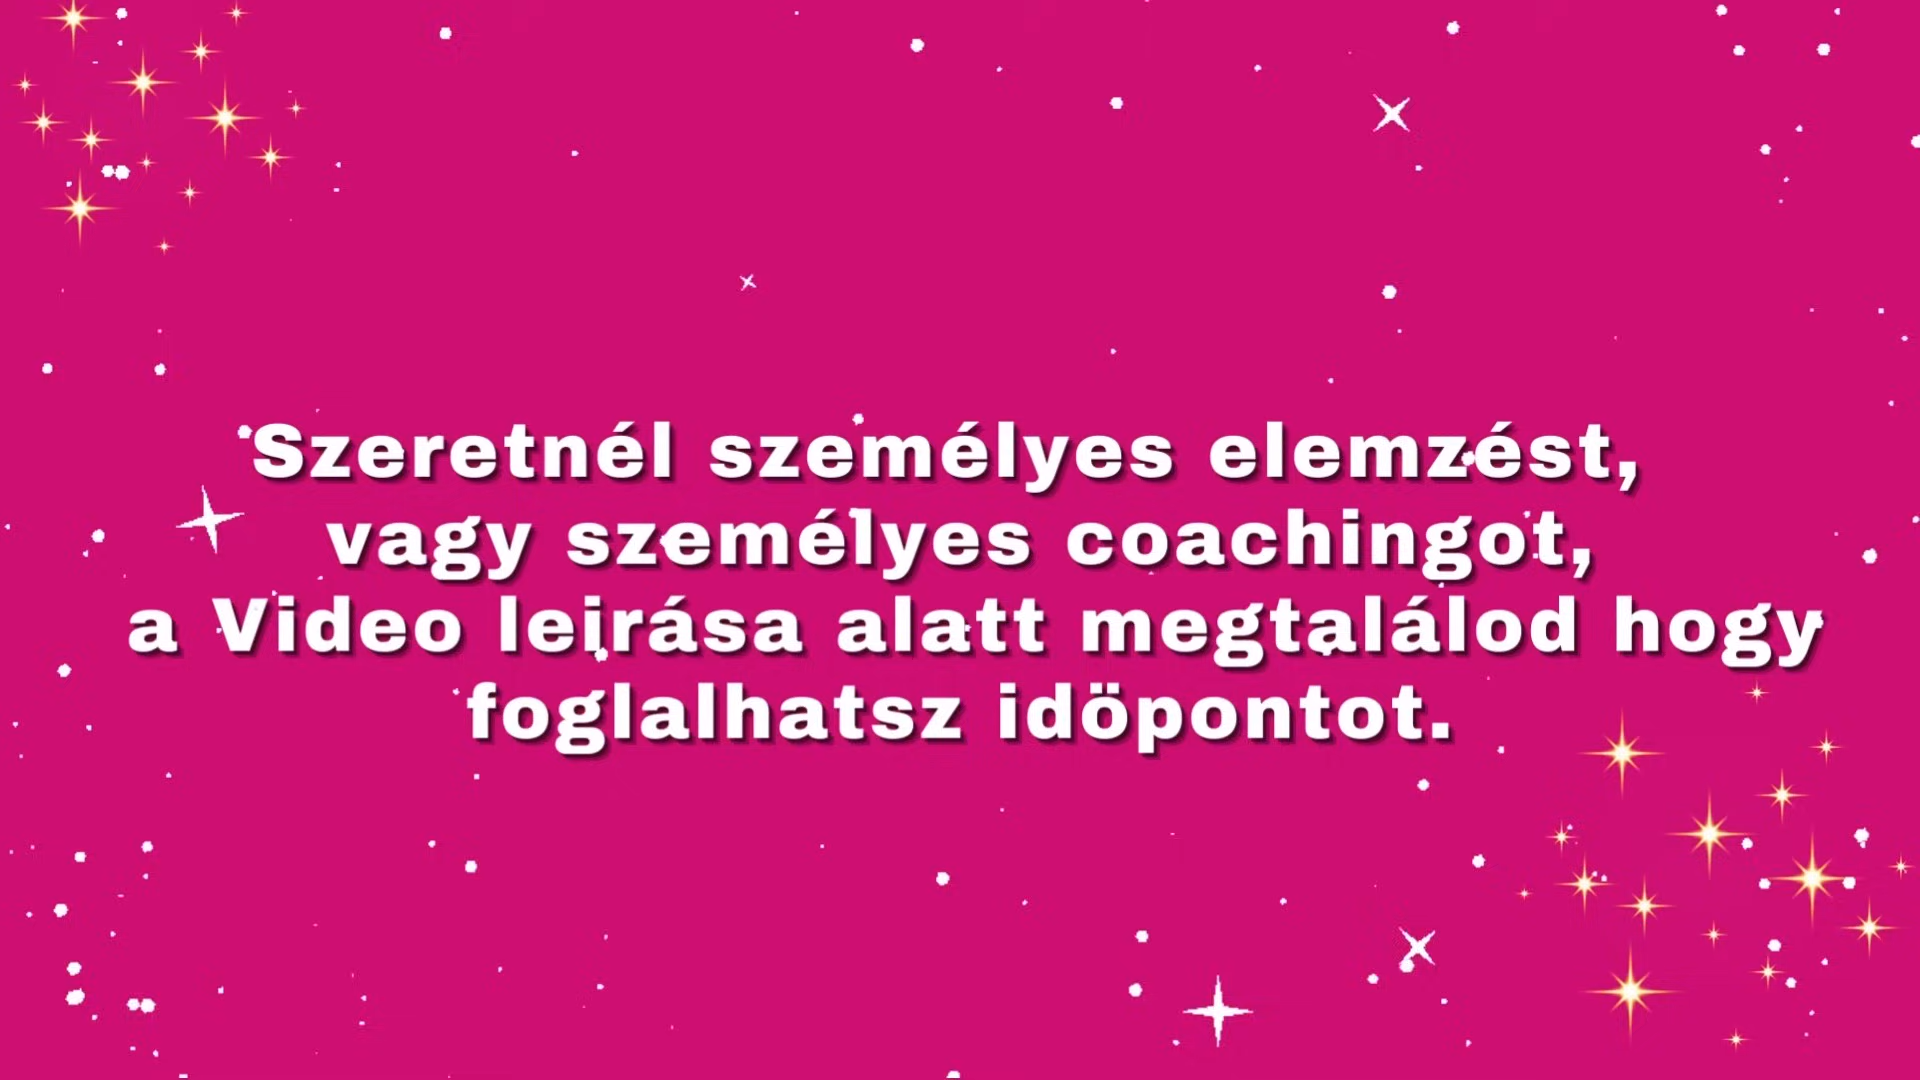 Szeretnél személyes elemzést,
vagy személyes coachingot,
a Video leirása alatt megtalálod hogy
foglalhatsz idöpontot.